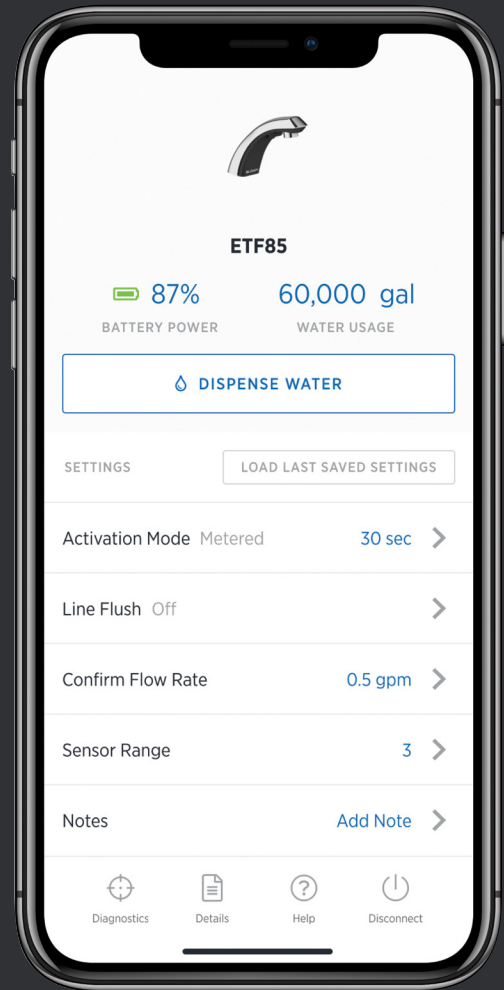 ETF85
87%
60,000 gal
BATTERY POWER
WATER USAGE
DISPENSE WATER
SETTINGS
LOAD LAST SAVED SETTINGS
Activation Mode Metered 30 sec
Line Flush Off
Confirm Flow Rate 0.5 gpm
Sensor Range 3
Notes Add Note
Diagnostics
Details
Help
Disconnect